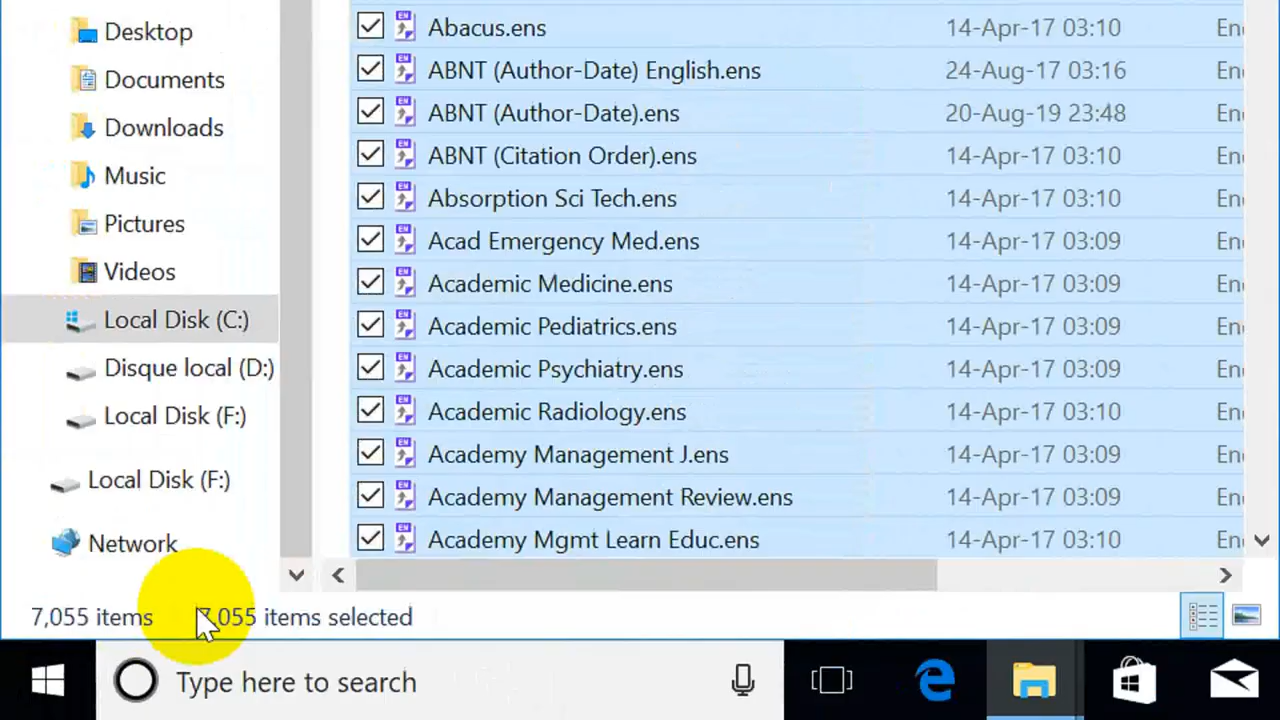 Desktop
Documents
Downloads
Music
Pictures
Videos
Local Disk (C:)
Disque local (D:)
Local Disk (F:)
Local Disk (F:)
Network
Abacus.ens 14-Apr-17 03:10
ABNT (Author-Date) English.ens 24-Aug-17 03:16
ABNT (Author-Date).ens 20-Aug-19 23:48
ABNT (Citation Order).ens 14-Apr-17 03:10
Absorption Sci Tech.ens 14-Apr-17 03:10
Acad Emergency Med.ens 14-Apr-17 03:09
Academic Medicine.ens 14-Apr-17 03:09
Academic Pediatrics.ens 14-Apr-17 03:09
Academic Psychiatry.ens 14-Apr-17 03:09
Academic Radiology.ens 14-Apr-17 03:10
Academy Management J.ens 14-Apr-17 03:09
Academy Management Review.ens 14-Apr-17 03:09
Academy Mgmt Learn Educ.ens 14-Apr-17 03:10
7,055 items 7,055 items selected
Type here to search